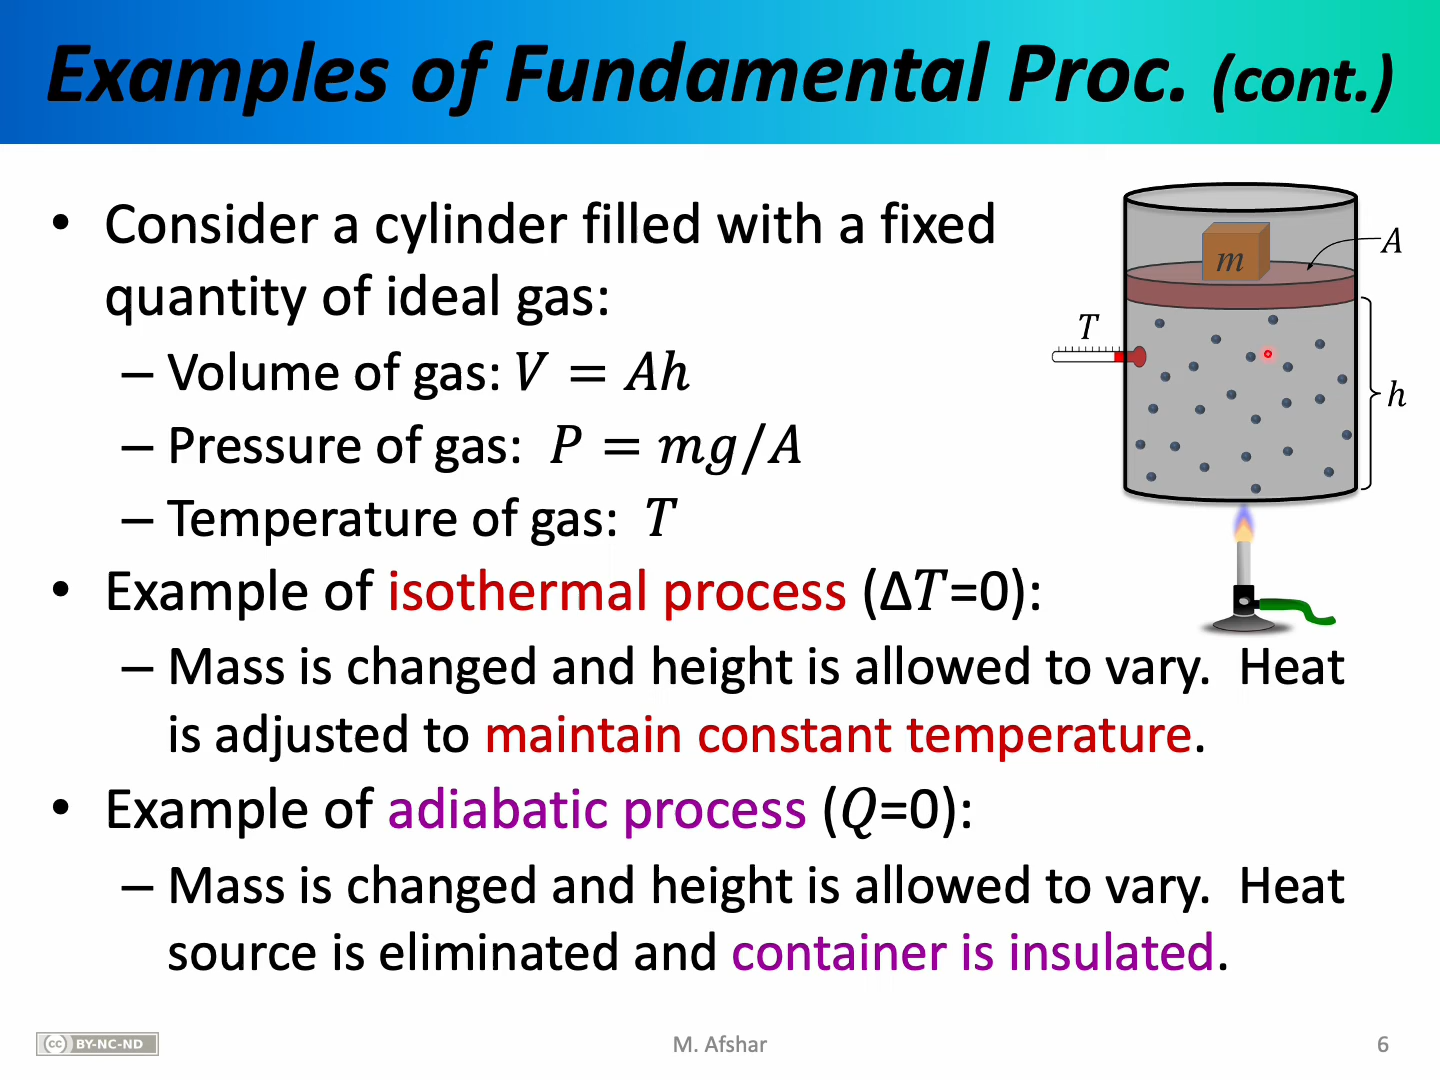 Examples of Fundamental Proc. (cont.)
• Consider a cylinder filled with a fixed
quantity of ideal gas:
– Volume of gas: V = Ah
– Pressure of gas: P = mg/A
– Temperature of gas: T
• Example of isothermal process (ΔT=0):
– Mass is changed and height is allowed to vary. Heat
is adjusted to maintain constant temperature.
• Example of adiabatic process (Q=0):
– Mass is changed and height is allowed to vary. Heat
source is eliminated and container is insulated.
m
A
T
h
cc BY-NC-ND
M. Afshar
6